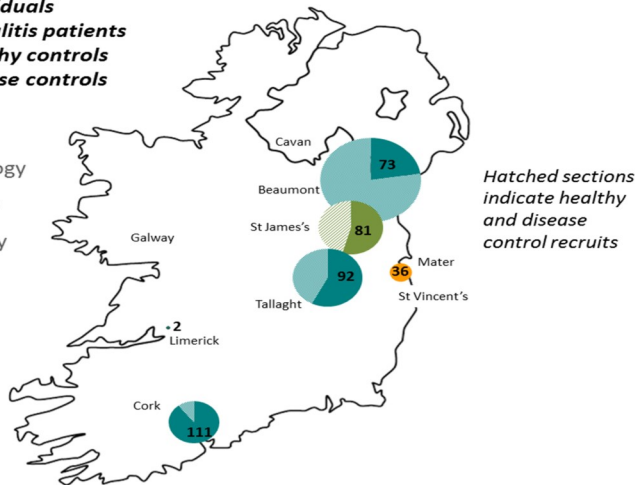 duals
litis patients
hy controls
se controls
ogy
y
Cavan
73
Beaumont
Hatched sections
indicate healthy
and disease
control recruits
St James's
81
Galway
Mater
36
92
St Vincent's
Tallaght
2
Limerick
Cork
111